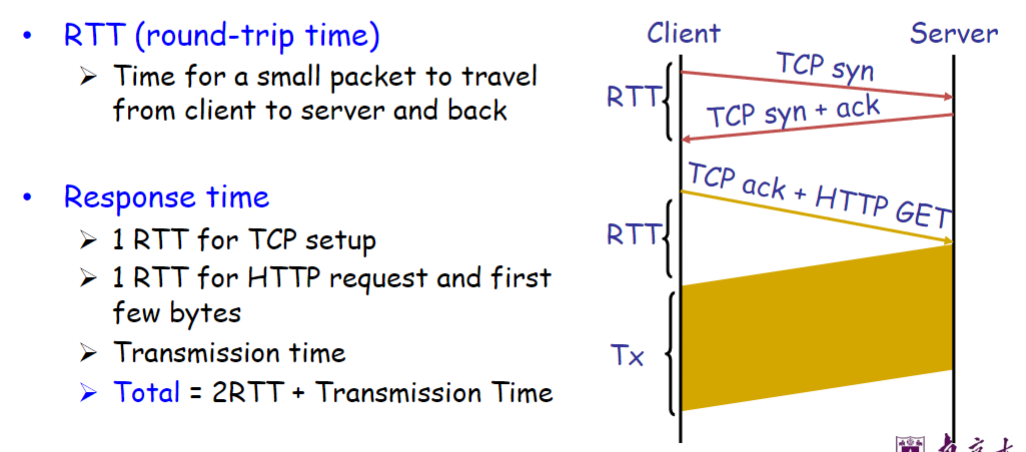 • RTT (round-trip time)
➢ Time for a small packet to travel
from client to server and back
• Response time
➢ 1 RTT for TCP setup
➢ 1 RTT for HTTP request and first
few bytes
➢ Transmission time
➢ Total = 2RTT + Transmission Time
Client
Server
TCP syn
RTT
TCP syn + ack
TCP ack + HTTP GET
RTT
Tx